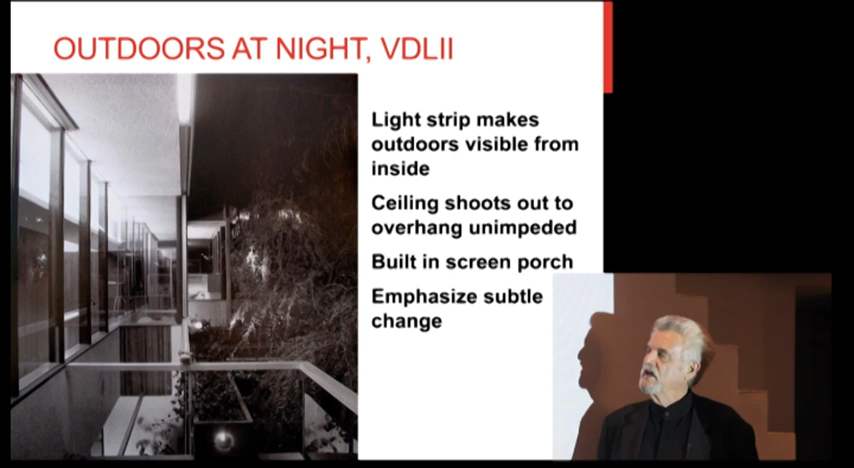 OUTDOORS AT NIGHT, VDLII
Light strip makes
outdoors visible from
inside
Ceiling shoots out to
overhang unimpeded
Built in screen porch
Emphasize subtle
change